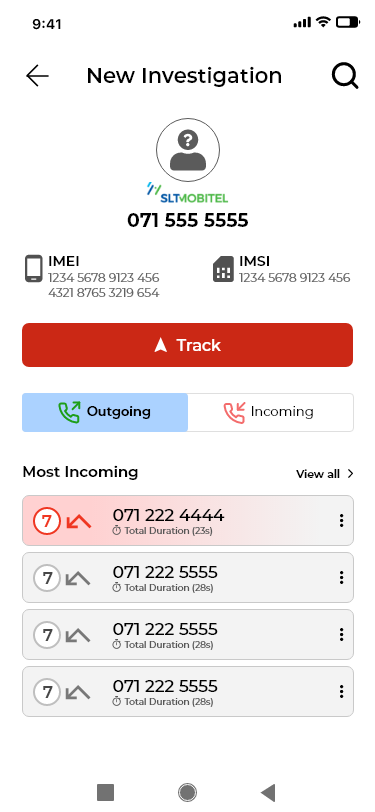 9:41
New Investigation
?
SLTMOBITEL
071 555 5555
IMEI
1234 5678 9123 456
4321 8765 3219 654
IMSI
1234 5678 9123 456
Track
Outgoing
Incoming
Most Incoming
View all
7
071 222 4444
Total Duration (23s)
7
071 222 5555
Total Duration (28s)
7
071 222 5555
Total Duration (28s)
7
071 222 5555
Total Duration (28s)